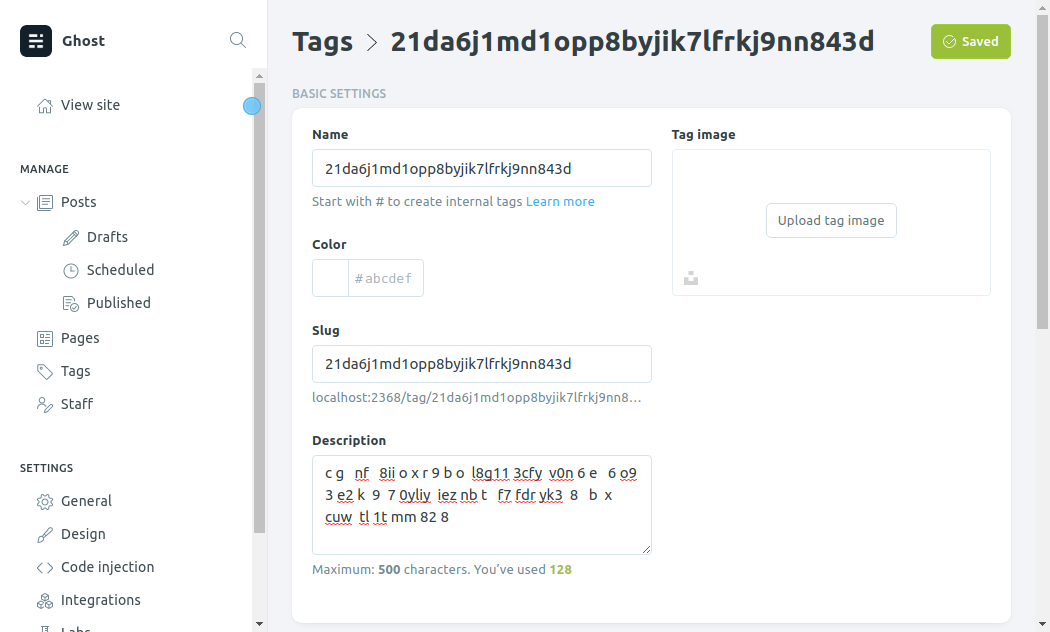 Ghost
View site
MANAGE
Posts
Drafts
Scheduled
Published
Pages
Tags
Staff
SETTINGS
General
Design
Code injection
Integrations
Labs
Tags > 21da6j1md1opp8byjik7lfrkj9nn843d
Saved
BASIC SETTINGS
Name
21da6j1md1opp8byjik7lfrkj9nn843d
Start with # to create internal tags Learn more
Color
#abcdef
Slug
21da6j1md1opp8byjik7lfrkj9nn843d
localhost:2368/tag/21da6j1md1opp8byjik7lfrkj9nn8...
Description
c g nf 8ii o x r 9 b o l8g11 3cfy v0n 6 e 6 o9
3 e2 k 9 7 0yliy iez nb t f7 fdr yk3 8 b x
cuw tl 1t mm 82 8
Maximum: 500 characters. You've used 128
Tag image
Upload tag image